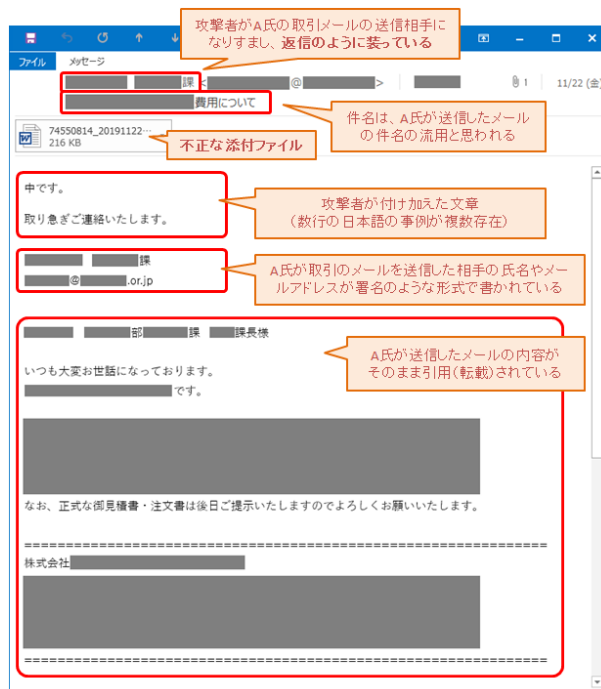 攻撃者がA氏の取引メールの送信相手に
なりすまし、返信のように装っている
ファイル
メッセージ
課 <
@
>
1
11/22 (金)
費用について
件名は、A氏が送信したメール
の件名の流用と思われる
74550814_20191122…
216 KB
不正な添付ファイル
中です。
取り急ぎご連絡いたします。
攻撃者が付け加えた文章
(数行の日本語の事例が複数存在)
課
@
.or.jp
A氏が取引のメールを送信した相手の氏名やメー
ルアドレスが署名のような形式で書かれている
部
課
課長様
A氏が送信したメールの内容が
そのまま引用(転載)されている
いつも大変お世話になっております。
です。
なお、正式な御見積書・注文書は後日ご提示いたしますのでよろしくお願いいたします。
==============================================================
株式会社
==============================================================